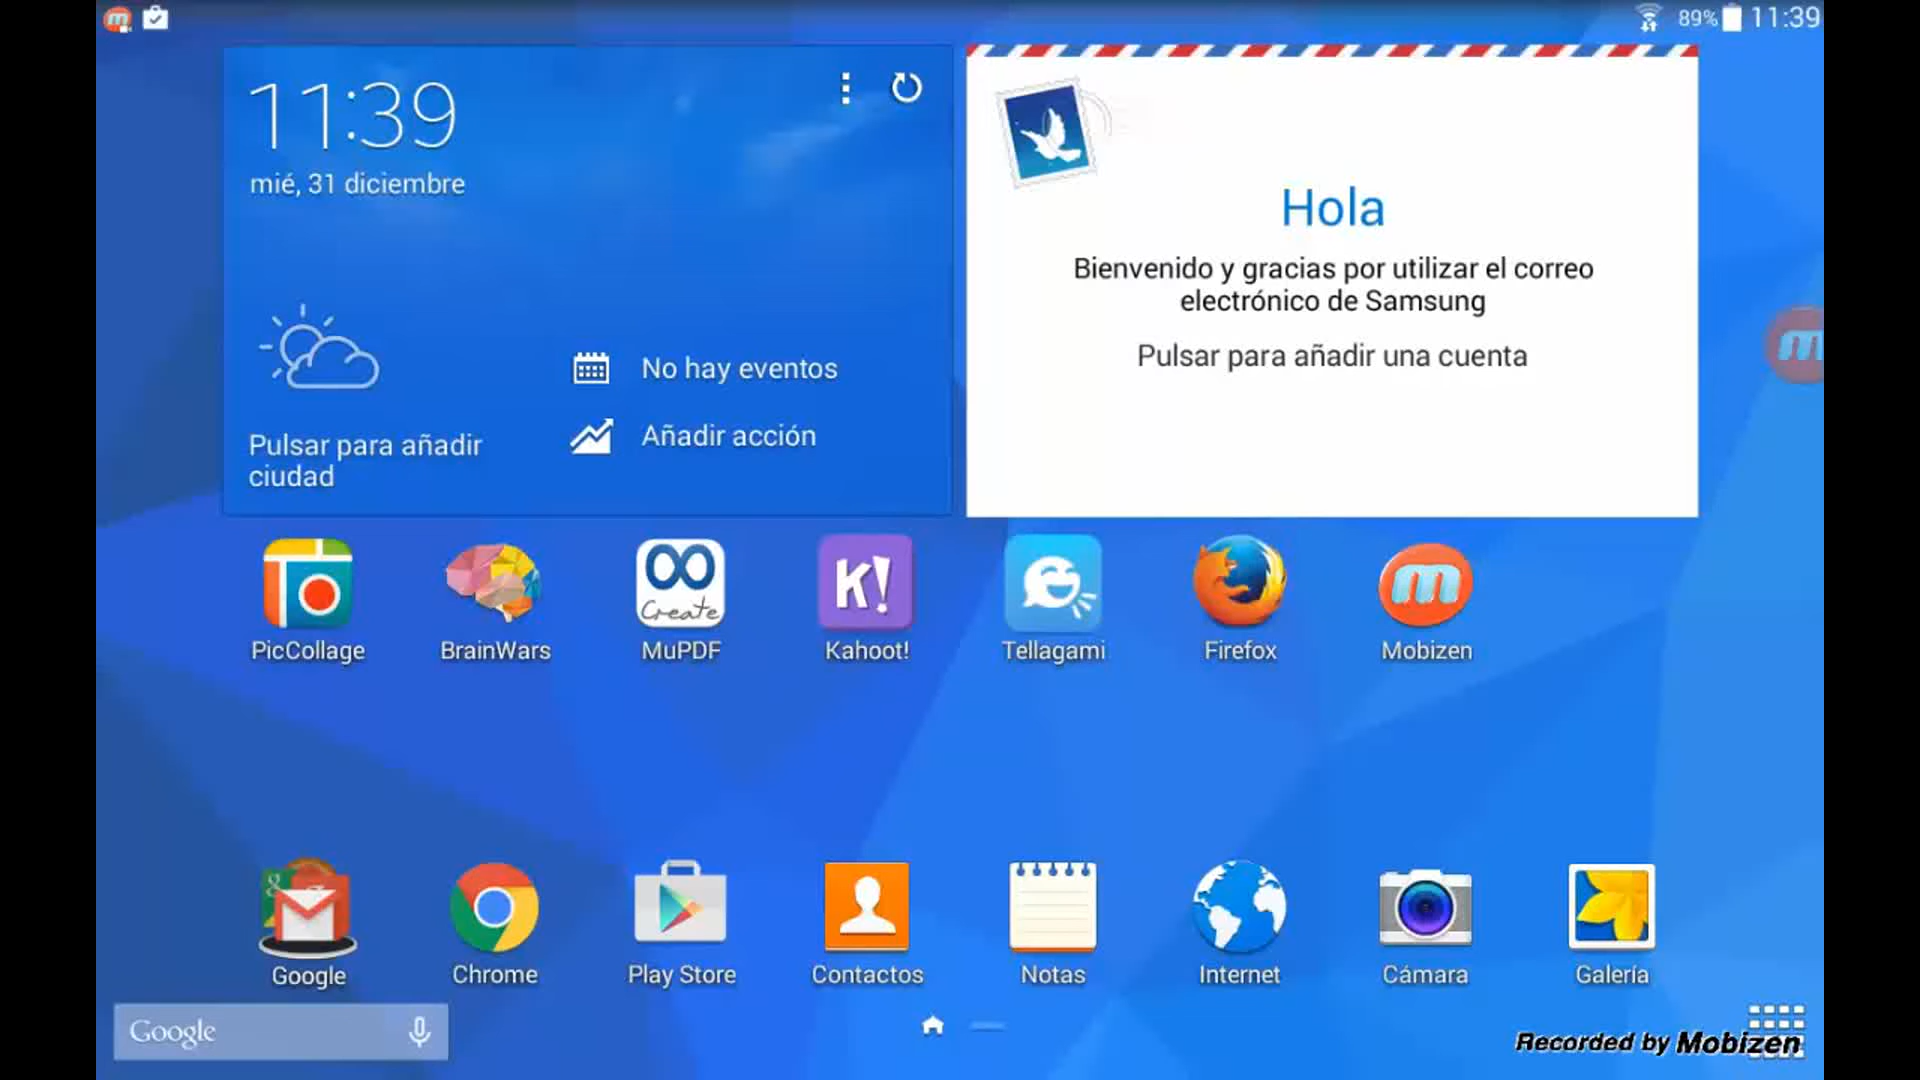 89% 11:39
11:39
mié, 31 diciembre
Pulsar para añadir
ciudad
No hay eventos
Añadir acción
Hola
Bienvenido y gracias por utilizar el correo
electrónico de Samsung
Pulsar para añadir una cuenta
Create
K!
PicCollage BrainWars MuPDF Kahoot! Tellagami Firefox Mobizen
Google Chrome Play Store Contactos Notas Internet Cámara Galería
Google
Recorded by Mobizen